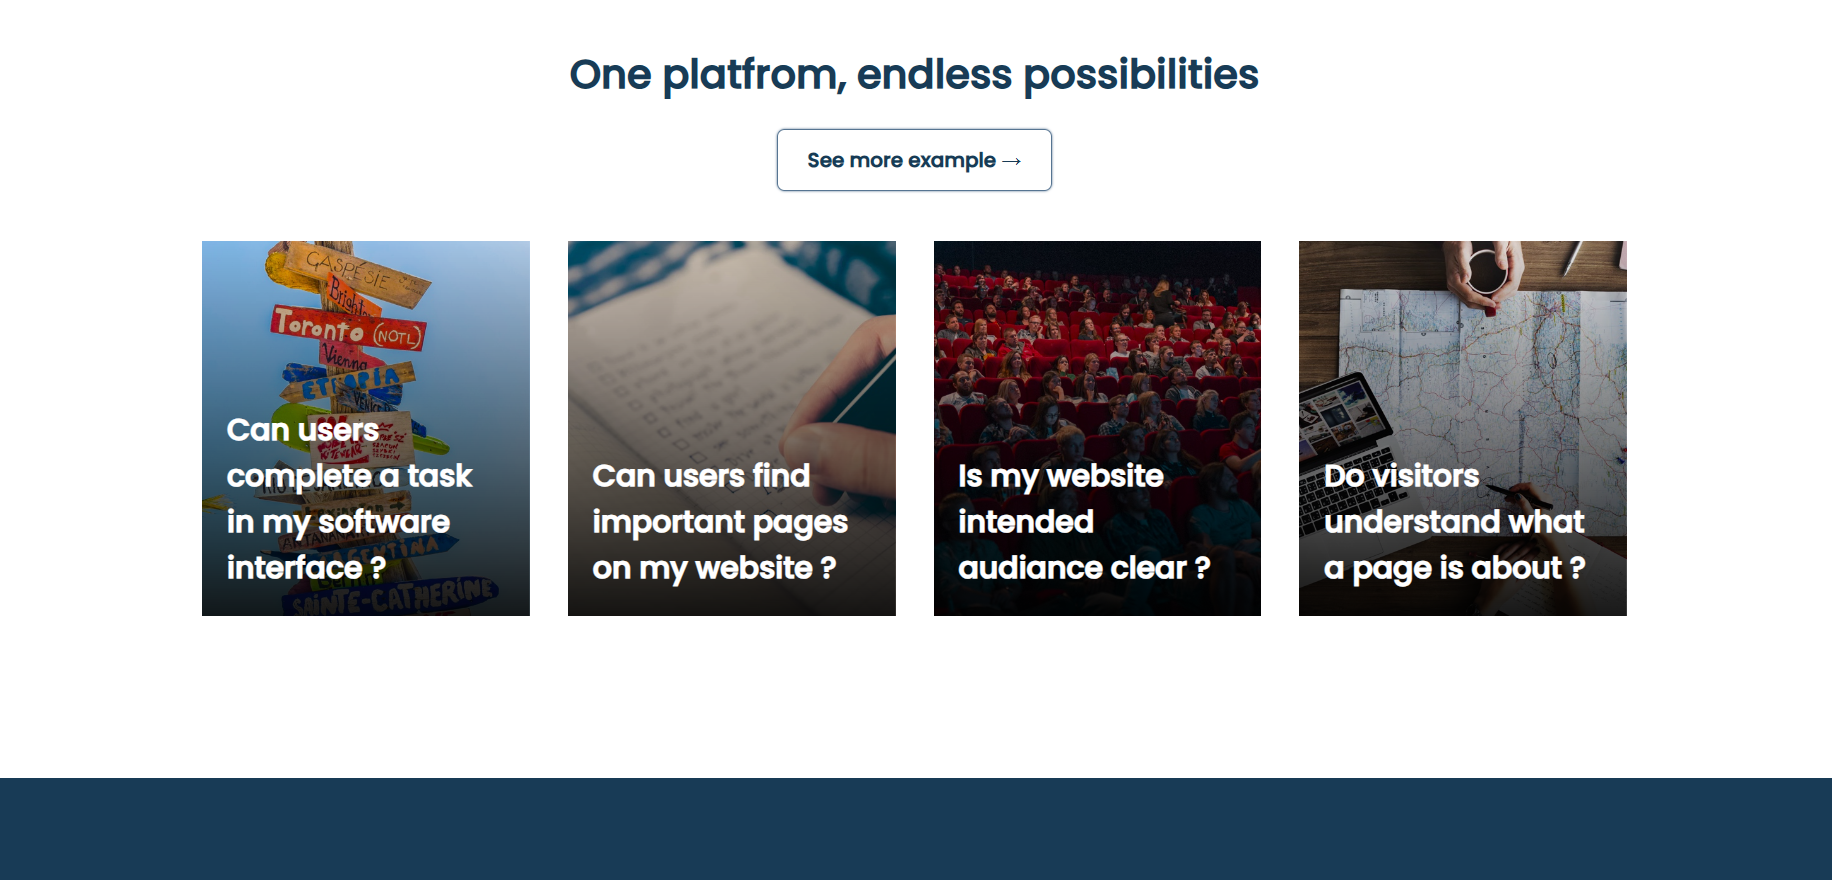 One platfrom, endless possibilities
See more example →
GASPÉSIE
Toronto (NOTL)
Vienna
SAINTE-CATHERINE
Can users
complete a task
in my software
interface ?
Can users find
important pages
on my website ?
Is my website
intended
audiance clear ?
Do visitors
understand what
a page is about ?